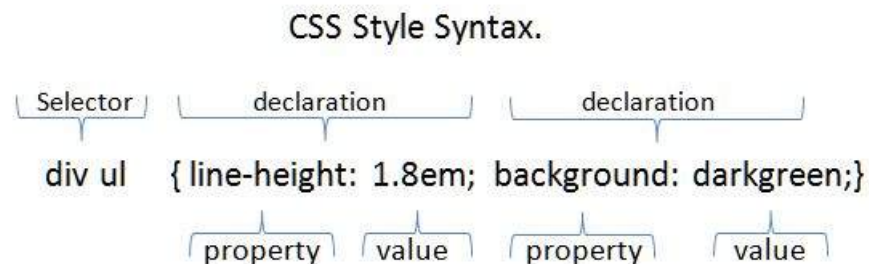 CSS Style Syntax.
Selector declaration declaration
div ul { line-height: 1.8em; background: darkgreen;}
property value property value